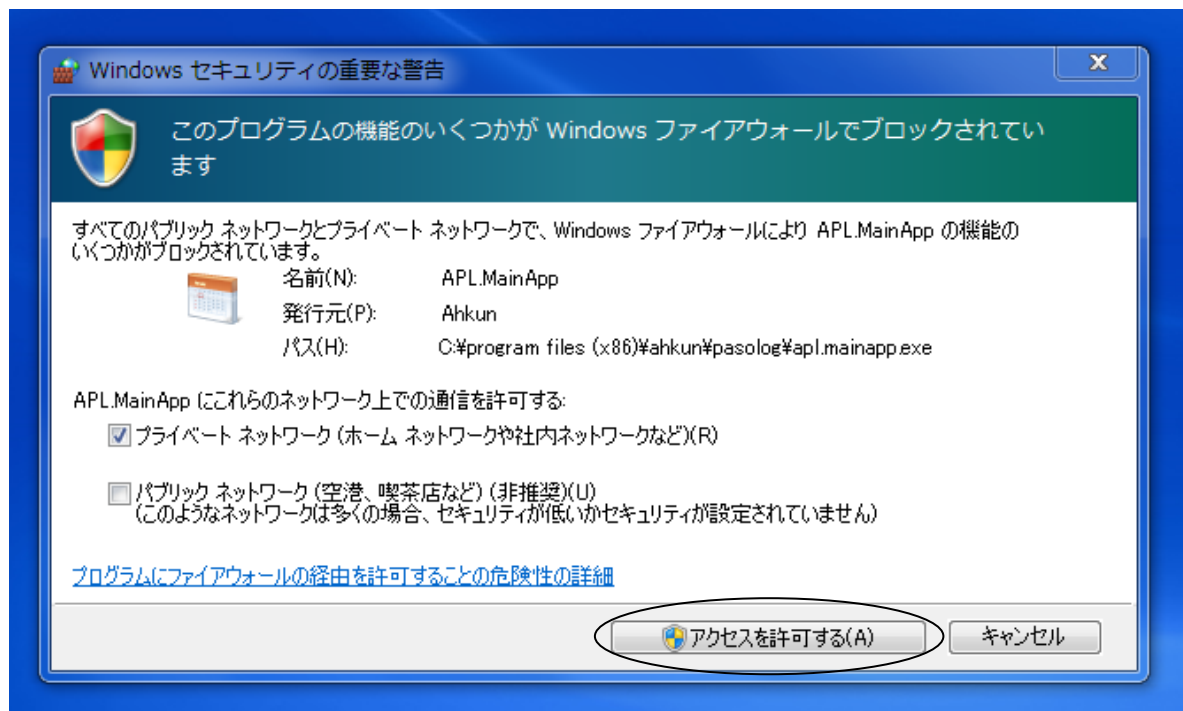 Windows セキュリティの重要な警告
このプログラムの機能のいくつかが Windows ファイアウォールでブロックされてい
ます
すべてのパブリック ネットワークとプライベート ネットワークで、Windows ファイアウォールにより APL.MainApp の機能の
いくつかがブロックされています。
名前(N): APL.MainApp
発行元(P): Ahkun
パス(H): C:¥program files (x86)¥ahkun¥pasolog¥apl.mainapp.exe
APL.MainApp にこれらのネットワーク上での通信を許可する:
プライベート ネットワーク (ホーム ネットワークや社内ネットワークなど)(R)
パブリック ネットワーク (空港、喫茶店など) (非推奨)(U)
(このようなネットワークは多くの場合、セキュリティが低いかセキュリティが設定されていません)
プログラムにファイアウォールの経由を許可することの危険性の詳細
アクセスを許可する(A) キャンセル